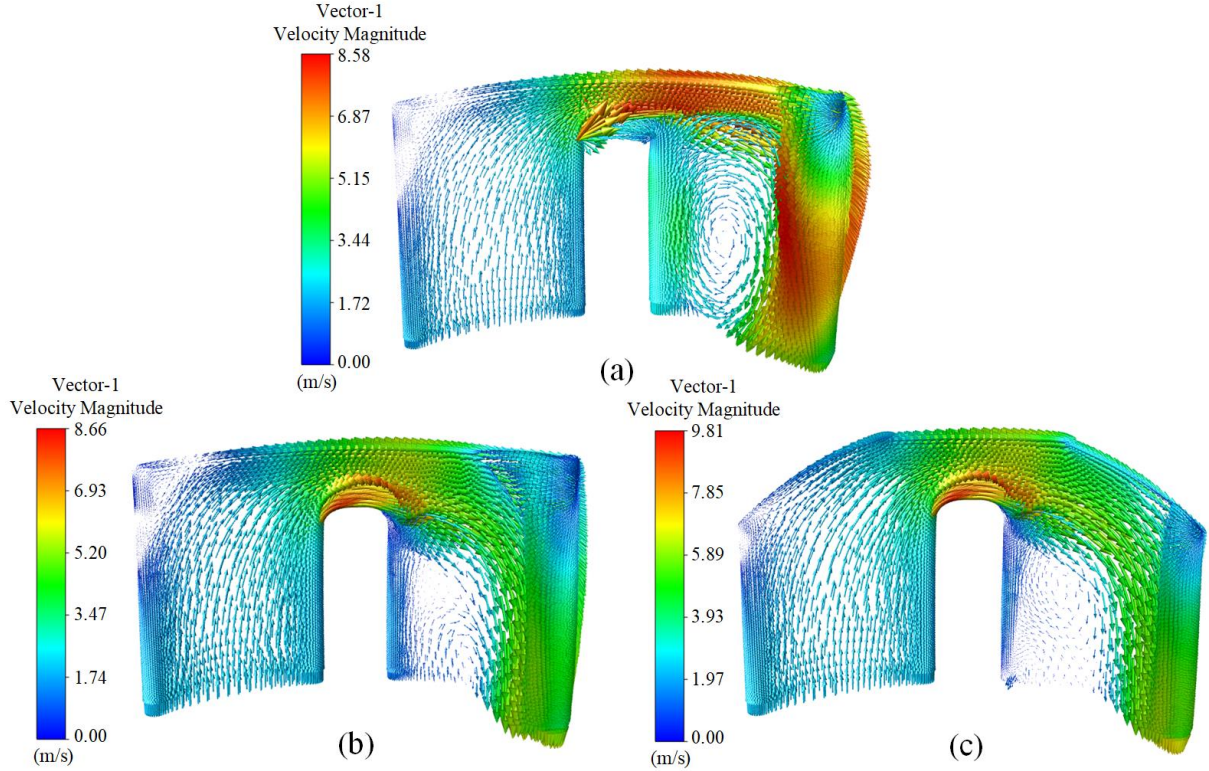 Vector-1
Velocity Magnitude
8.58
6.87
5.15
3.44
1.72
0.00
(m/s)
(a)
Vector-1
Velocity Magnitude
8.66
6.93
5.20
3.47
1.74
0.00
(m/s)
(b)
Vector-1
Velocity Magnitude
9.81
7.85
5.89
3.93
1.97
0.00
(m/s)
(c)